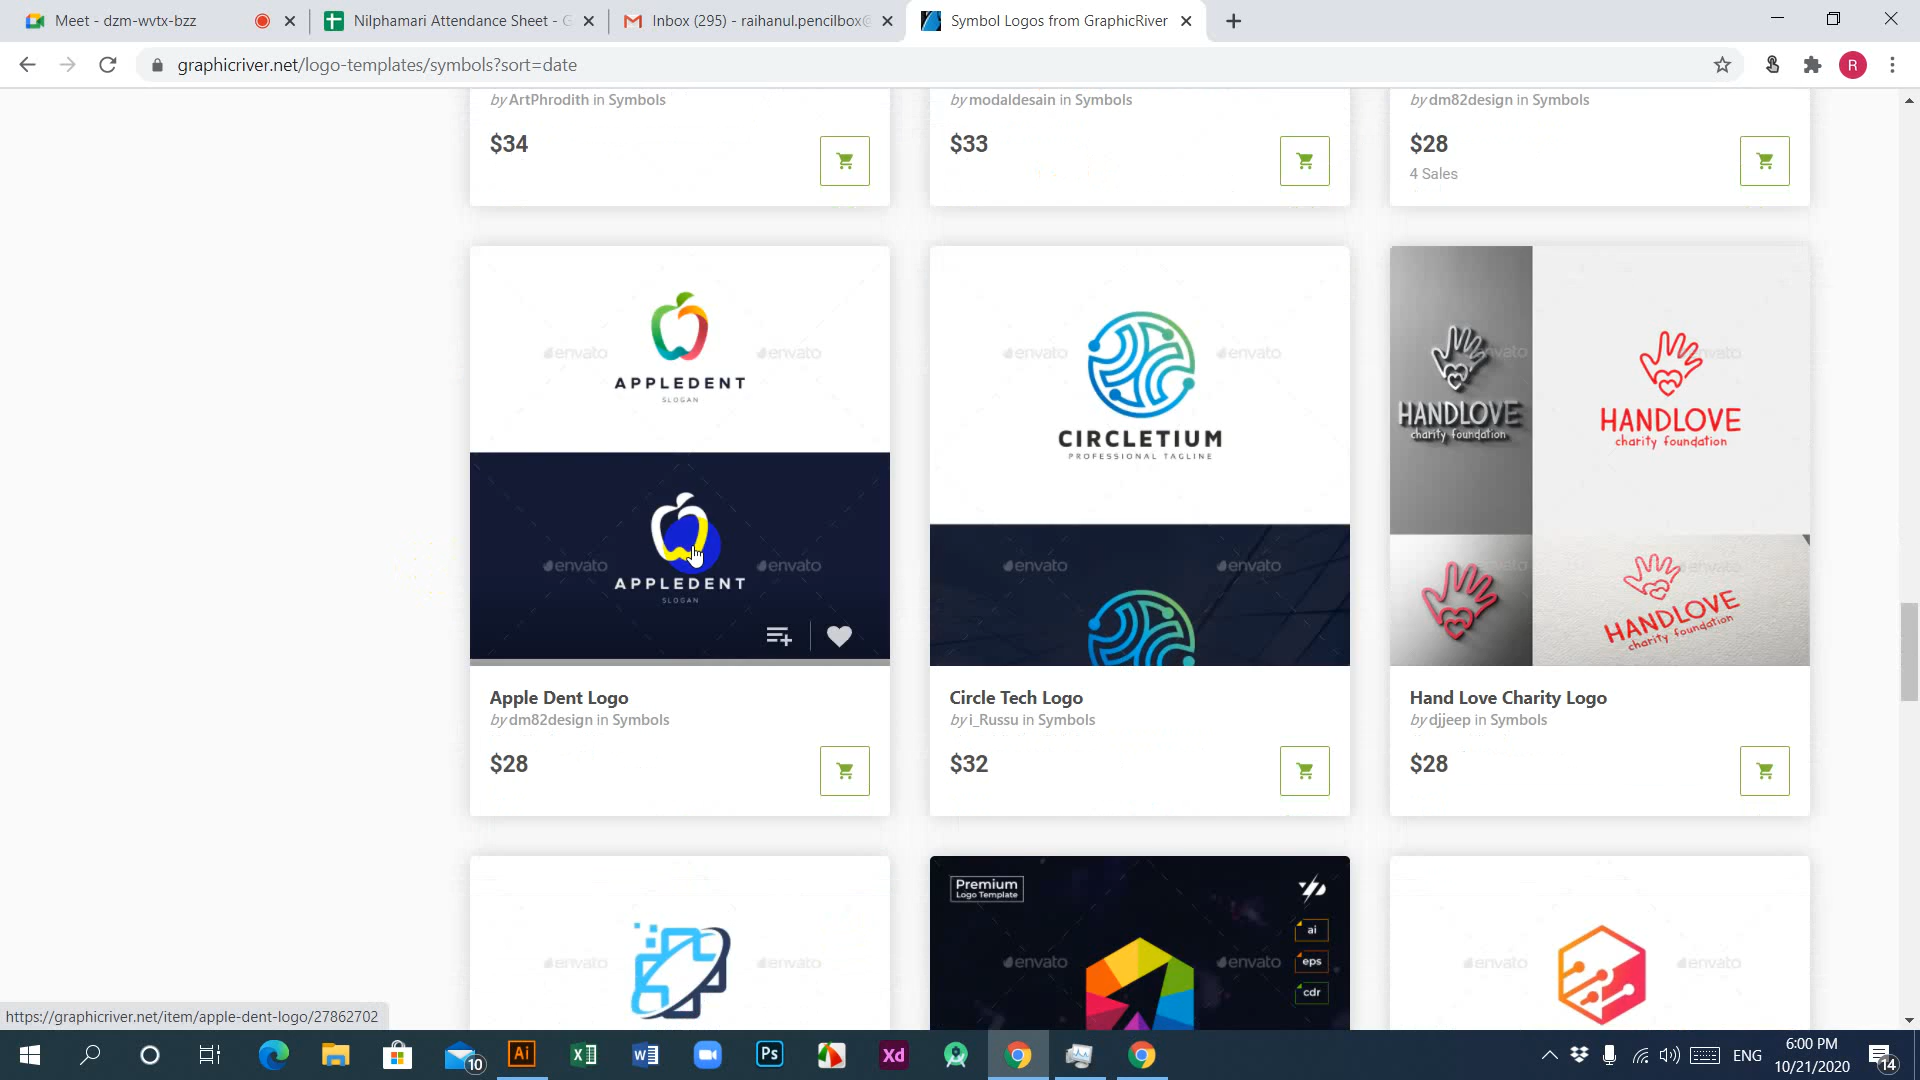 Meet - dzm-wvtx-bzz
Nilphamari Attendance Sheet - G
Inbox (295) - raihanul.pencilbox@
Symbol Logos from GraphicRiver
graphicriver.net/logo-templates/symbols?sort=date
R
by ArtPhrodith in Symbols
by modaldesain in Symbols
by dm82design in Symbols
$34
$33
$28
4 Sales
envato
envato
APPLEDENT
SLOGAN
envato
envato
APPLEDENT
SLOGAN
envato
envato
CIRCLETIUM
PROFESSIONAL TAGLINE
envato
envato
HANDLOVE
charity foundation
HANDLOVE
charity foundation
HANDLOVE
charity foundation
Apple Dent Logo
by dm82design in Symbols
$28
Circle Tech Logo
by i_Russu in Symbols
$32
Hand Love Charity Logo
by djjeep in Symbols
$28
envato
envato
Premium
Logo Template
ai
eps
cdr
envato
envato
envato
envato
https://graphicriver.net/item/apple-dent-logo/27862702
10
Ai
Ps
Xd
ENG
6:00 PM
10/21/2020
14